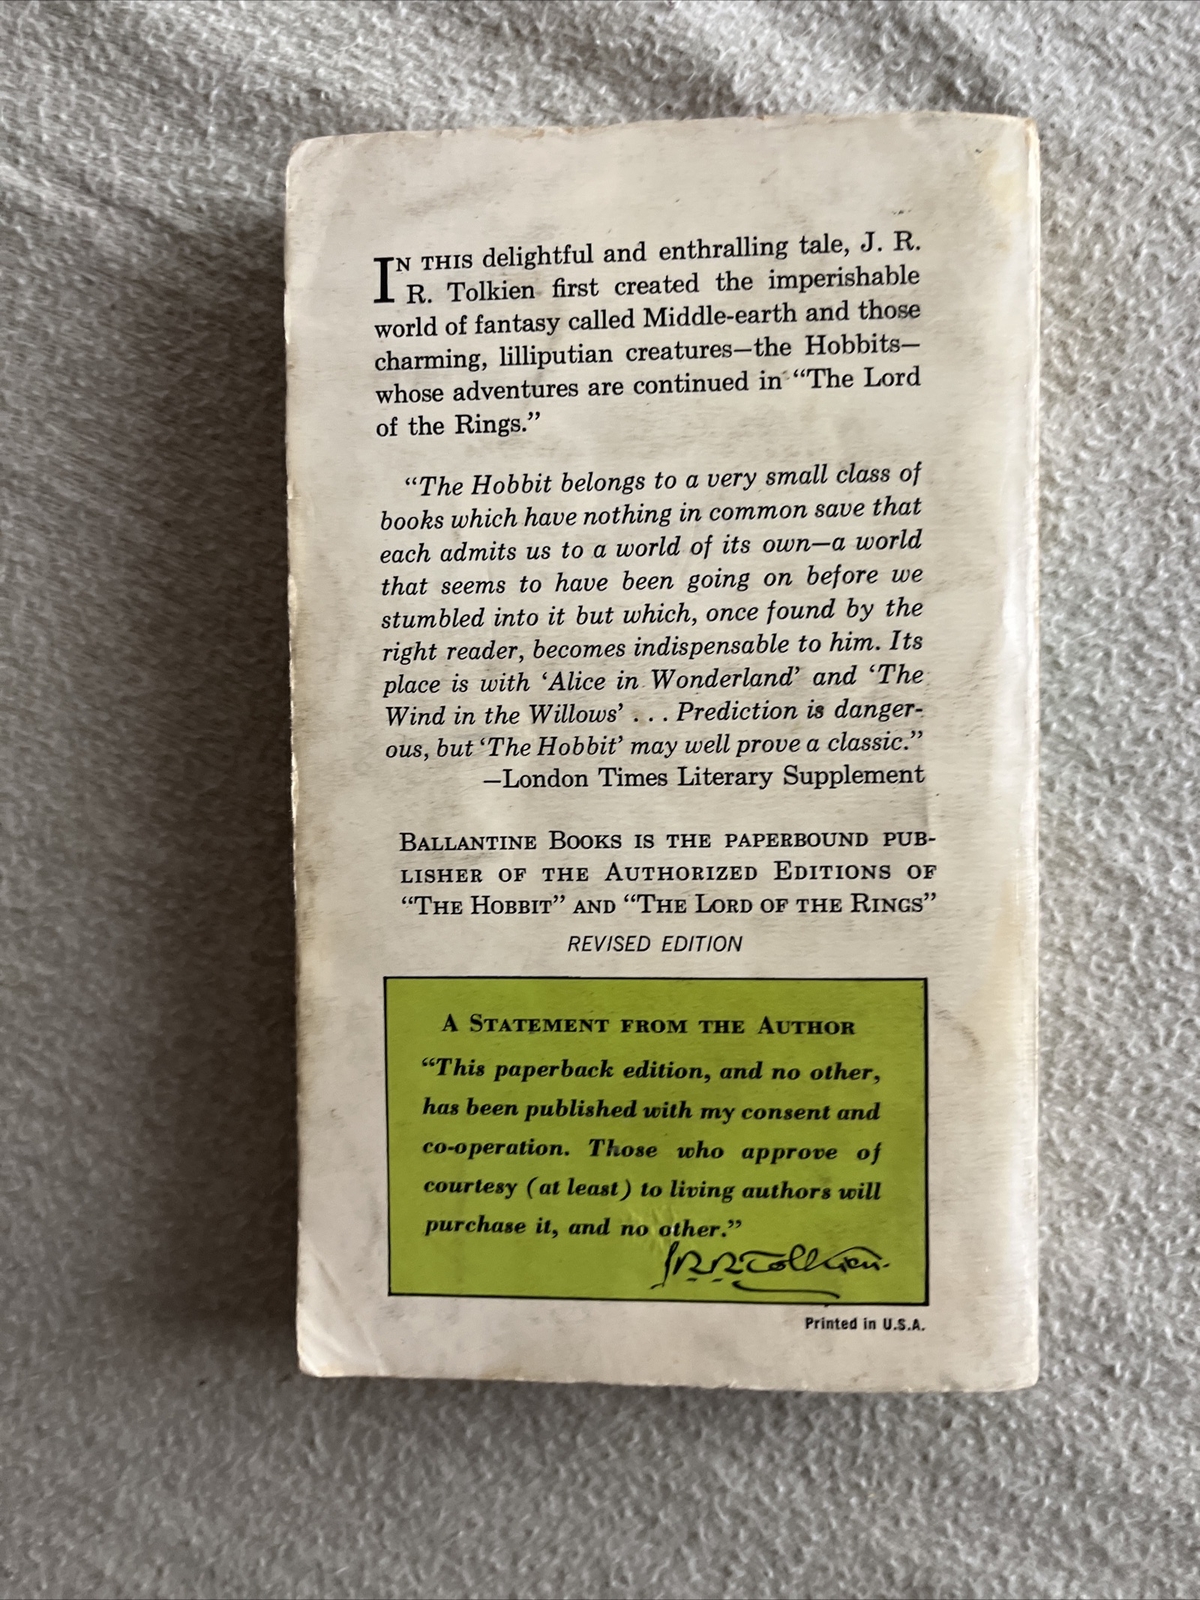 IN THIS delightful and enthralling tale, J. R.
R. Tolkien first created the imperishable
world of fantasy called Middle-earth and those
charming, lilliputian creatures—the Hobbits—
whose adventures are continued in “The Lord
of the Rings.”
“The Hobbit belongs to a very small class of
books which have nothing in common save that
each admits us to a world of its own—a world
that seems to have been going on before we
stumbled into it but which, once found by the
right reader, becomes indispensable to him. Its
place is with ‘Alice in Wonderland’ and ‘The
Wind in the Willows’ . . . Prediction is danger-
ous, but ‘The Hobbit’ may well prove a classic.”
—London Times Literary Supplement
BALLANTINE BOOKS IS THE PAPERBOUND PUB-
LISHER OF THE AUTHORIZED EDITIONS OF
“THE HOBBIT” AND “THE LORD OF THE RINGS”
REVISED EDITION
A STATEMENT FROM THE AUTHOR
“This paperback edition, and no other,
has been published with my consent and
co-operation. Those who approve of
courtesy (at least) to living authors will
purchase it, and no other.”
J.R.R. Tolkien
Printed in U.S.A.